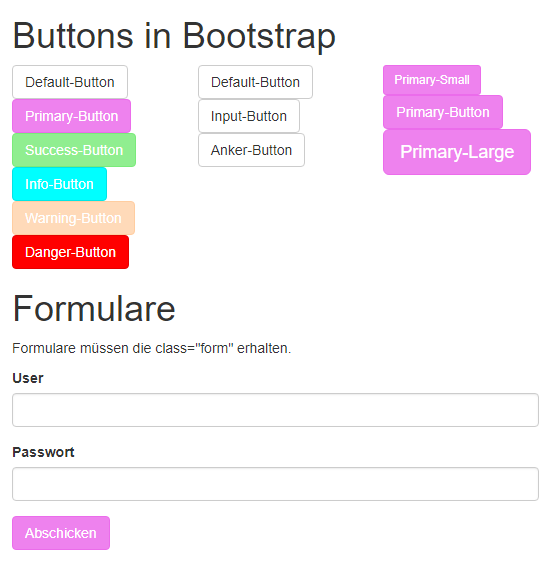 Buttons in Bootstrap
Default-Button
Primary-Button
Success-Button
Info-Button
Warning-Button
Danger-Button
Default-Button
Input-Button
Anker-Button
Primary-Small
Primary-Button
Primary-Large
Formulare
Formulare müssen die class="form" erhalten.
User
Passwort
Abschicken